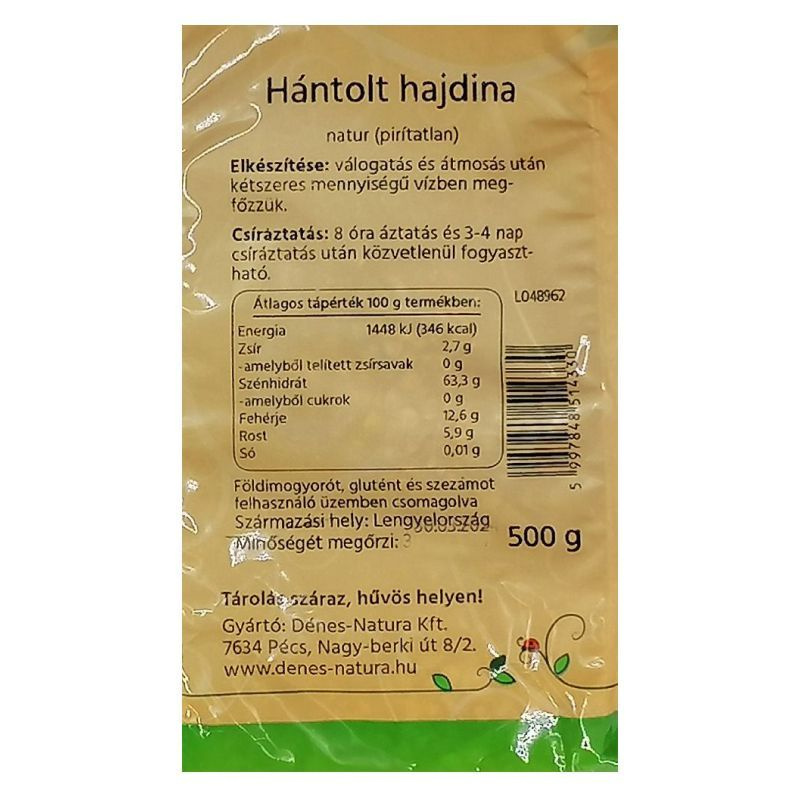 Hántolt hajdina
natur (pirítatlan)
Elkészítése: válogatás és átmosás után
kétszeres mennyiségű vízben meg-
főzzük.
Csíráztatás: 8 óra áztatás és 3-4 nap
csíráztatás után közvetlenül fogyaszt-
ható.
Átlagos tápérték 100 g termékben:
L048962
Energia 1448 kJ (346 kcal)
Zsír 2,7 g
-amelyből telített zsírsavak 0 g
Szénhidrát 63,3 g
-amelyből cukrok 0 g
Fehérje 12,6 g
Rost 5,9 g
Só 0,01 g
5 997848 514330
Földimogyorót, glutént és szezámot
felhasználó üzemben csomagolva
Származási hely: Lengyelország
Minőségét megőrzi:
500 g
Tárolás száraz, hűvös helyen!
Gyártó: Dénes-Natura Kft.
7634 Pécs, Nagy-berki út 8/2.
www.denes-natura.hu